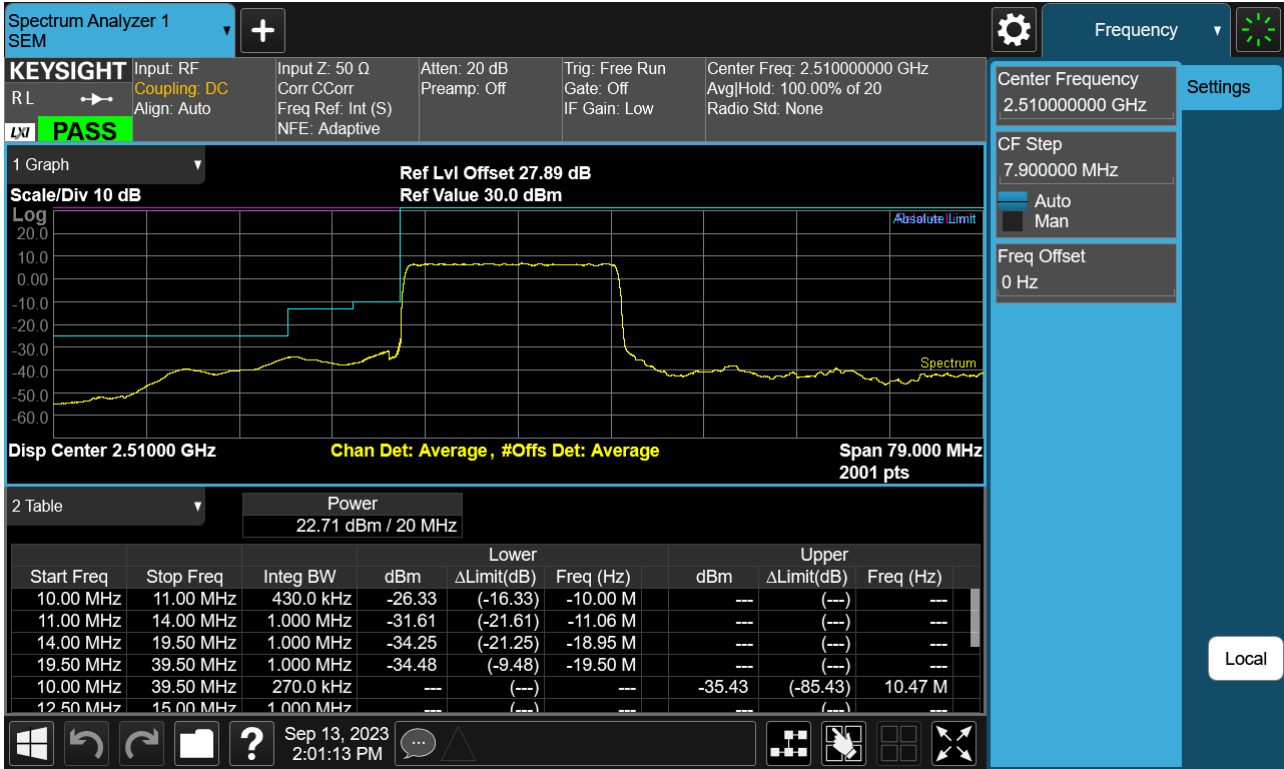 Spectrum Analyzer 1
SEM
Frequency
KEYSIGHT
R L
LXI
PASS
Input: RF
Coupling: DC
Align: Auto
Input Z: 50 Ω
Corr CCorr
Freq Ref: Int (S)
NFE: Adaptive
Atten: 20 dB
Preamp: Off
Trig: Free Run
Gate: Off
IF Gain: Low
Center Freq: 2.510000000 GHz
Avg|Hold: 100.00% of 20
Radio Std: None
Center Frequency
2.510000000 GHz
Settings
CF Step
7.900000 MHz
Auto
Man
Freq Offset
0 Hz
Local
1 Graph
Scale/Div 10 dB
Ref Lvl Offset 27.89 dB
Ref Value 30.0 dBm
Log
20.0
10.0
0.00
-10.0
-20.0
-30.0
-40.0
-50.0
-60.0
Limit
Spectrum
Disp Center 2.51000 GHz
Chan Det: Average , #Offs Det: Average
Span 79.000 MHz
2001 pts
2 Table
Power
22.71 dBm / 20 MHz
Lower Upper
Start Freq Stop Freq Integ BW dBm ΔLimit(dB) Freq (Hz) dBm ΔLimit(dB) Freq (Hz)
10.00 MHz 11.00 MHz 430.0 kHz -26.33 (-16.33) -10.00 M --- (---) ---
11.00 MHz 14.00 MHz 1.000 MHz -31.61 (-21.61) -11.06 M --- (---) ---
14.00 MHz 19.50 MHz 1.000 MHz -34.25 (-21.25) -18.95 M --- (---) ---
19.50 MHz 39.50 MHz 1.000 MHz -34.48 (-9.48) -19.50 M --- (---) ---
10.00 MHz 39.50 MHz 270.0 kHz --- (---) --- -35.43 (-85.43) 10.47 M
12.50 MHz 15.00 MHz 1.000 MHz --- (---) --- --- (---) ---
Sep 13, 2023
2:01:13 PM